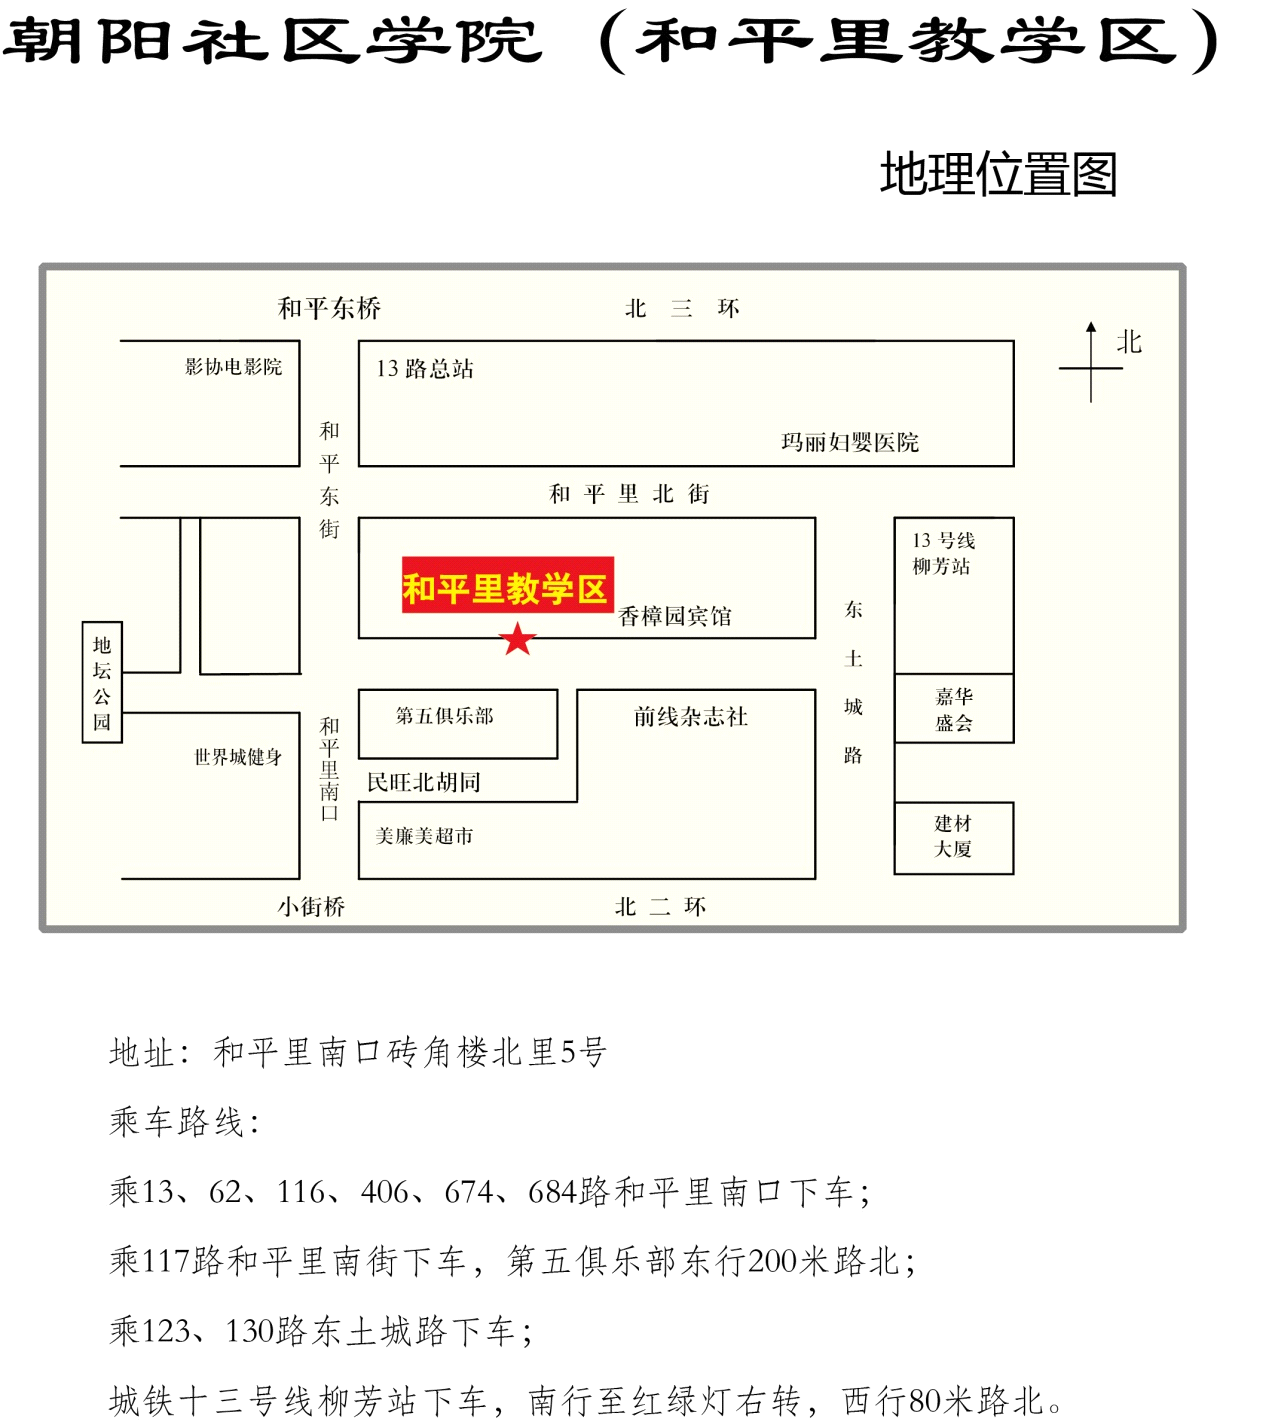 朝阳社区学院（和平里教学区）
地理位置图
和平东桥
北三环
北
影协电影院
13 路总站
玛丽妇婴医院
和平东街
和平里北街
13 号线
柳芳站
和平里教学区
香樟园宾馆
东土城路
地坛公园
嘉华
盛会
第五俱乐部
前线杂志社
和平里南口
世界城健身
民旺北胡同
美廉美超市
建材
大厦
小街桥
北二环
地址：和平里南口砖角楼北里5号
乘车路线：
乘13、62、116、406、674、684路和平里南口下车；
乘117路和平里南街下车，第五俱乐部东行200米路北；
乘123、130路东土城路下车；
城铁十三号线柳芳站下车，南行至红绿灯右转，西行80米路北。